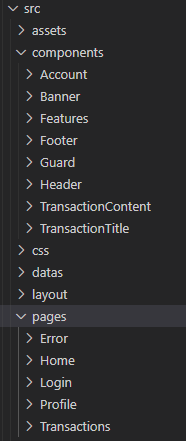 src
assets
components
Account
Banner
Features
Footer
Guard
Header
TransactionContent
TransactionTitle
css
datas
layout
pages
Error
Home
Login
Profile
Transactions